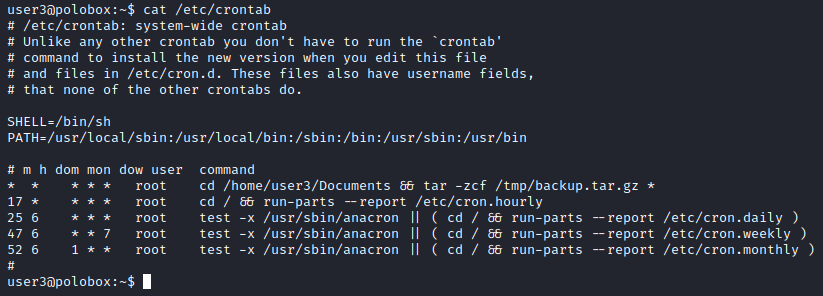 user3@polobox:~$ cat /etc/crontab
# /etc/crontab: system-wide crontab
# Unlike any other crontab you don't have to run the `crontab'
# command to install the new version when you edit this file
# and files in /etc/cron.d. These files also have username fields,
# that none of the other crontabs do.

SHELL=/bin/sh
PATH=/usr/local/sbin:/usr/local/bin:/sbin:/bin:/usr/sbin:/usr/bin

# m h dom mon dow user  command
*  *    * * *   root    cd /home/user3/Documents && tar -zcf /tmp/backup.tar.gz *
17 *    * * *   root    cd / && run-parts --report /etc/cron.hourly
25 6    * * *   root    test -x /usr/sbin/anacron || ( cd / && run-parts --report /etc/cron.daily )
47 6    * * 7   root    test -x /usr/sbin/anacron || ( cd / && run-parts --report /etc/cron.weekly )
52 6    1 * *   root    test -x /usr/sbin/anacron || ( cd / && run-parts --report /etc/cron.monthly )
#
user3@polobox:~$